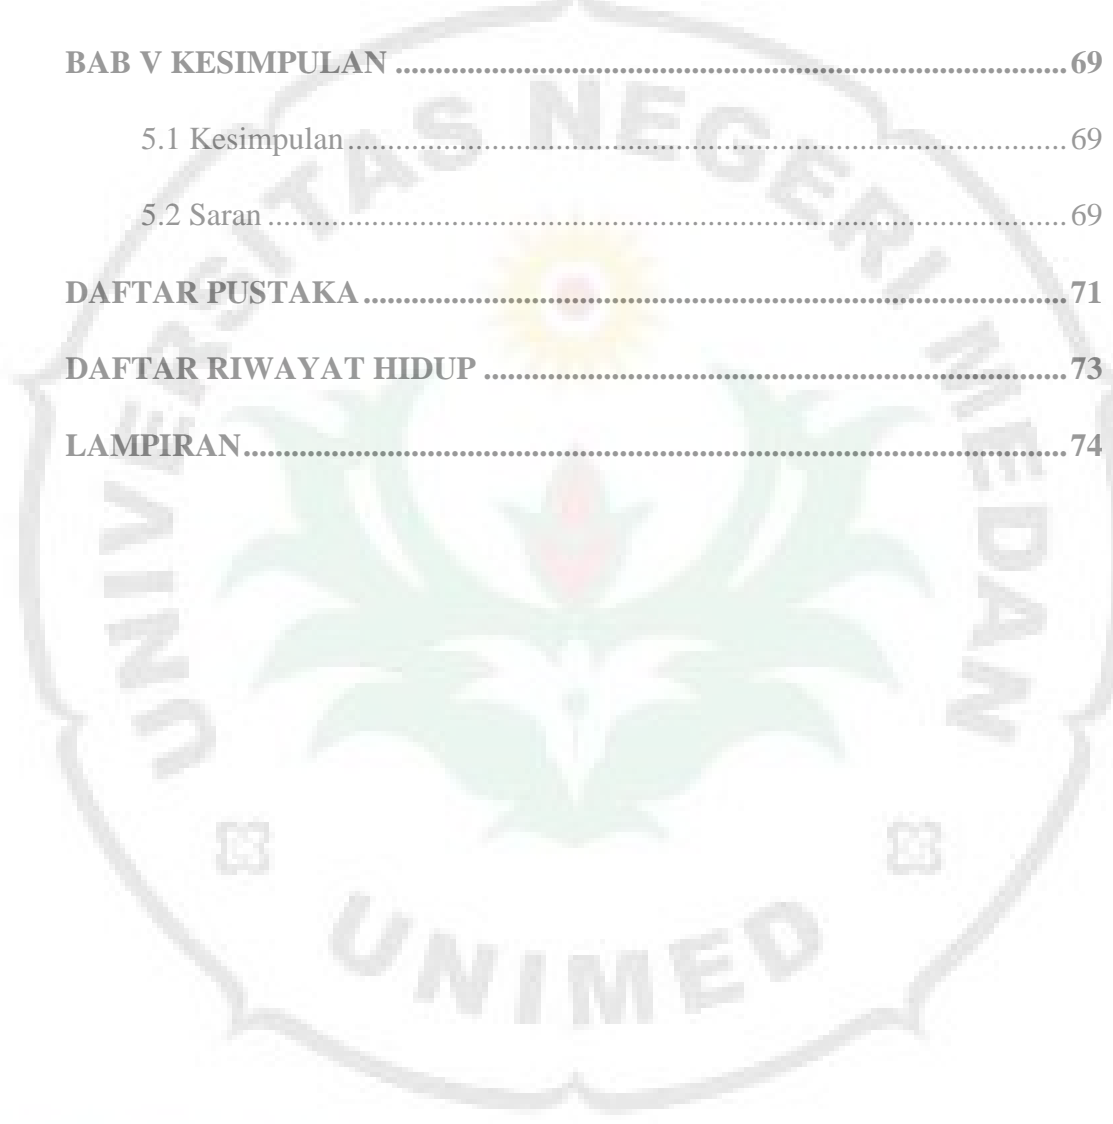 BAB V KESIMPULAN ........................................................................................ 69
5.1 Kesimpulan ........................................................................................... 69
5.2 Saran ..................................................................................................... 69
DAFTAR PUSTAKA ........................................................................................ 71
DAFTAR RIWAYAT HIDUP ......................................................................... 73
LAMPIRAN ....................................................................................................... 74
UNIVERSITAS NEGERI MEDAN
UNIMED